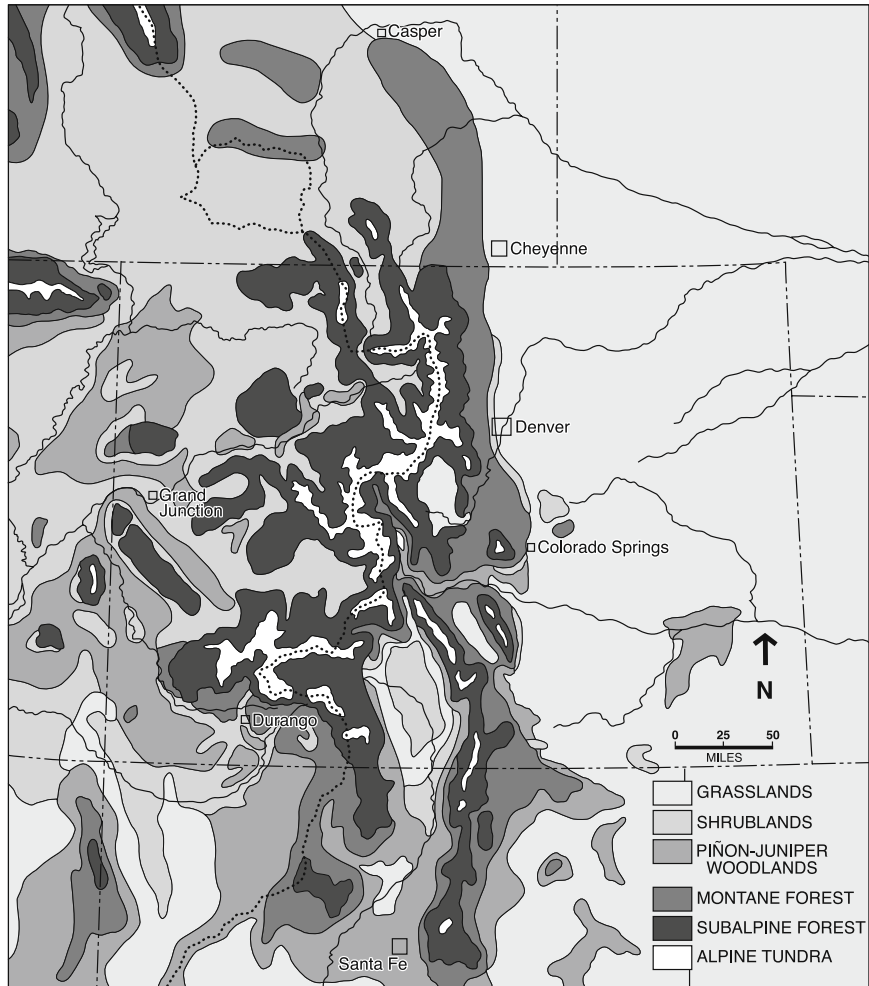 Casper
Cheyenne
Denver
Grand
Junction
Colorado Springs
Durango
N
0 25 50
MILES
GRASSLANDS
SHRUBLANDS
PIÑON-JUNIPER
WOODLANDS
MONTANE FOREST
SUBALPINE FOREST
ALPINE TUNDRA
Santa Fe